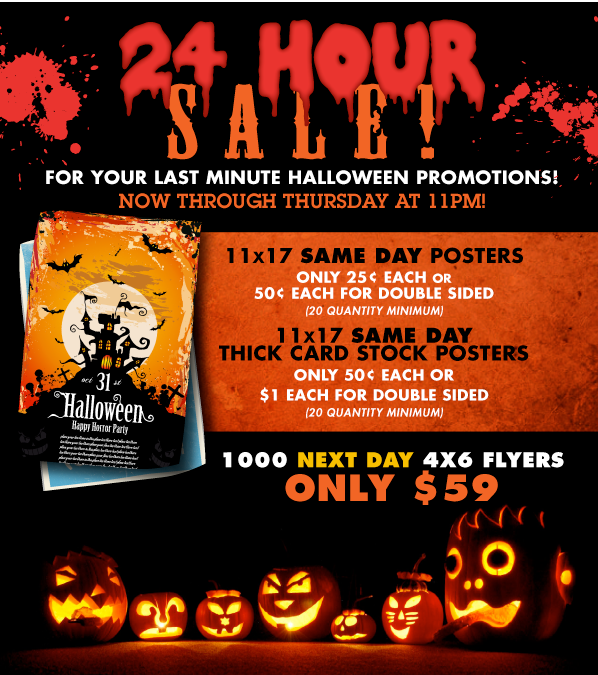 24 HOUR
SALE!
FOR YOUR LAST MINUTE HALLOWEEN PROMOTIONS!
NOW THROUGH THURSDAY AT 11PM!
11x17 SAME DAY POSTERS
ONLY 25¢ EACH OR
50¢ EACH FOR DOUBLE SIDED
(20 QUANTITY MINIMUM)
11x17 SAME DAY
THICK CARD STOCK POSTERS
ONLY 50¢ EACH OR
$1 EACH FOR DOUBLE SIDED
(20 QUANTITY MINIMUM)
oct 31 st
Halloween
Happy Horror Party
1000 NEXT DAY 4X6 FLYERS
ONLY $59